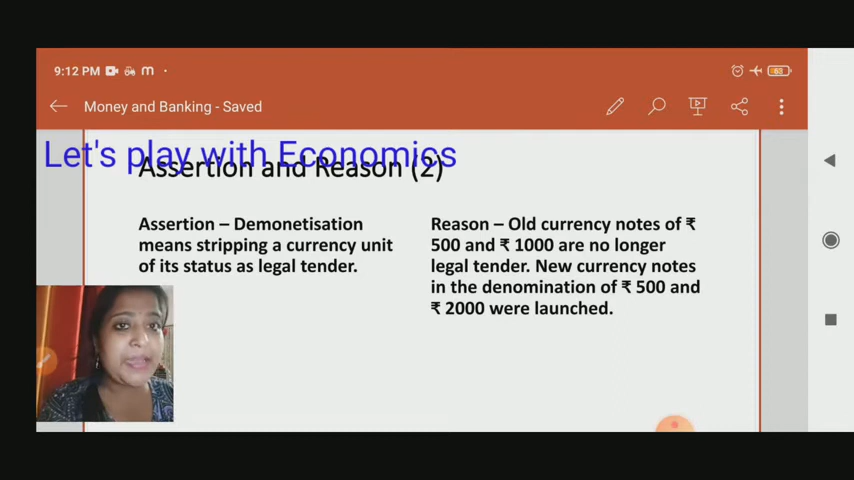 9:12 PM
63
Money and Banking - Saved
Let's play with Economics
Assertion and Reason (2)
Assertion – Demonetisation
means stripping a currency unit
of its status as legal tender.
Reason – Old currency notes of ₹
500 and ₹ 1000 are no longer
legal tender. New currency notes
in the denomination of ₹ 500 and
₹ 2000 were launched.